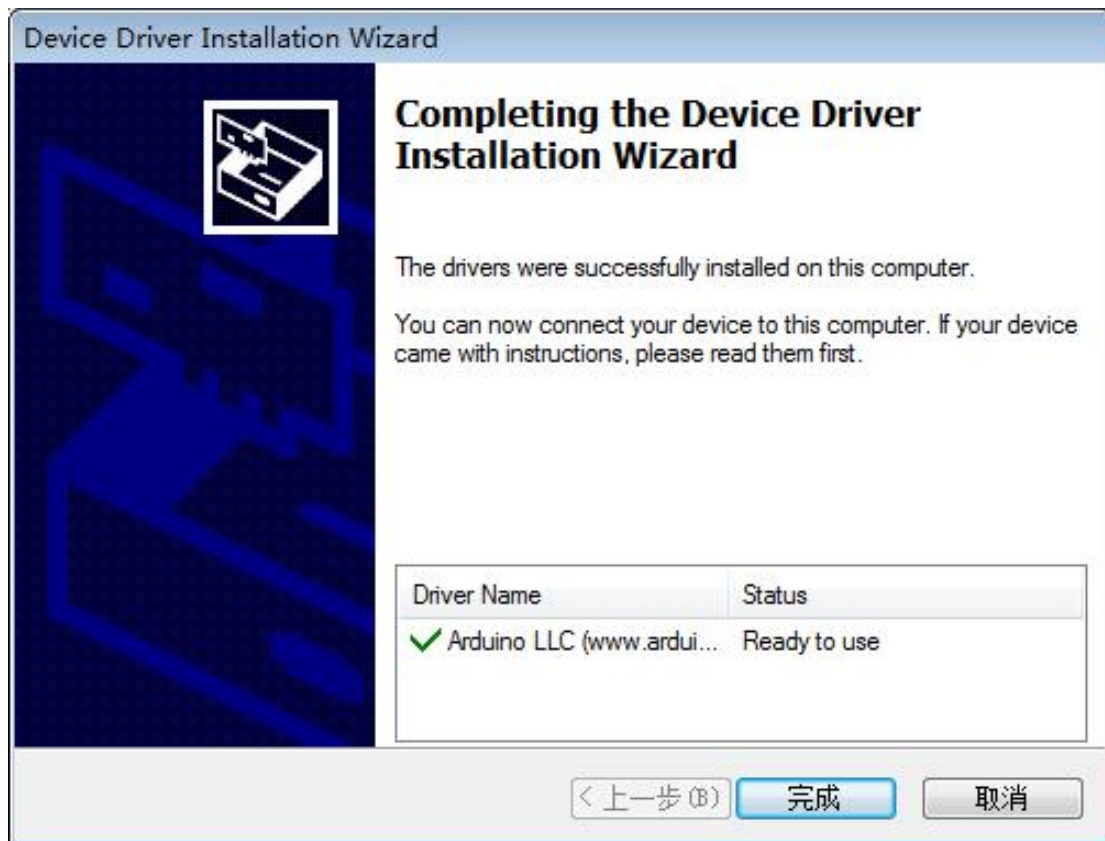 Device Driver Installation Wizard
Completing the Device Driver
Installation Wizard
The drivers were successfully installed on this computer.
You can now connect your device to this computer. If your device
came with instructions, please read them first.
Driver Name Status
Arduino LLC (www.ardui... Ready to use
< 上一步(B) 完成 取消